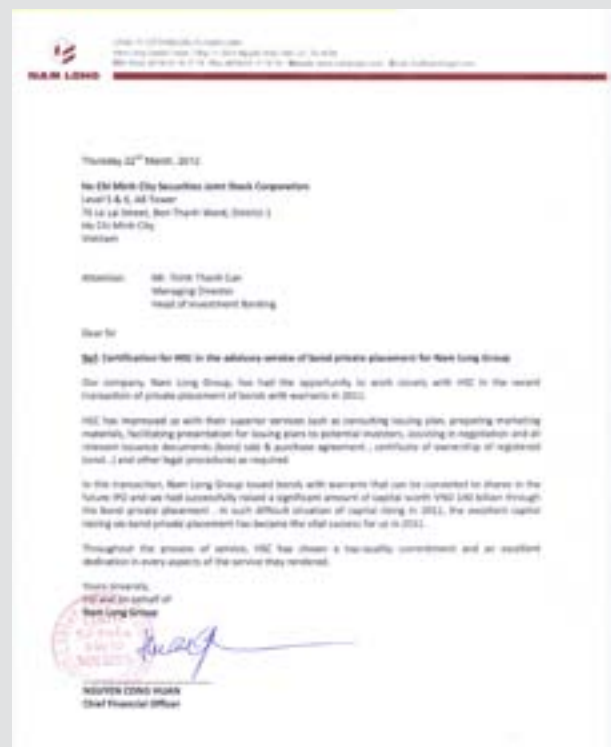 NAM LONG
Thursday 22nd March, 2012
Ho Chi Minh City Securities Joint Stock Corporation
Level 5 & 6, AB Tower
76 Le Lai Street, Ben Thanh Ward, District 1
Ho Chi Minh City
Vietnam
Attention: Mr. Trinh Thanh Can
Managing Director
Head of Investment Banking
Dear Sir
Ref: Certification for HSC in the advisory service of bond private placement for Nam Long Group
Our company, Nam Long Group, has had the opportunity to work closely with HSC in the recent
transaction of private placement of bonds with warrants in 2011.
HSC has impressed us with their superior services such as consulting issuing plan, preparing marketing
materials, facilitating presentation for issuing plans to potential investors, assisting in negotiation and all
relevant issuance documents (bond sale & purchase agreement , certificate of ownership of registered
bond...) and other legal procedures as required.
In this transaction, Nam Long Group issued bonds with warrants that can be converted to shares in the
future IPO and we had successfully raised a significant amount of capital worth VND 140 billion through
the bond private placement . In such difficult situation of capital rising in 2011, the excellent capital
raising via bond private placement has become the vital success for us in 2011.
Throughout the process of service, HSC has shown a top-quality commitment and an excellent
dedication in every aspects of the service they rendered.
Yours sincerely,
For and on behalf of
Nam Long Group
NGUYEN CONG HUAN
Chief Financial Officer